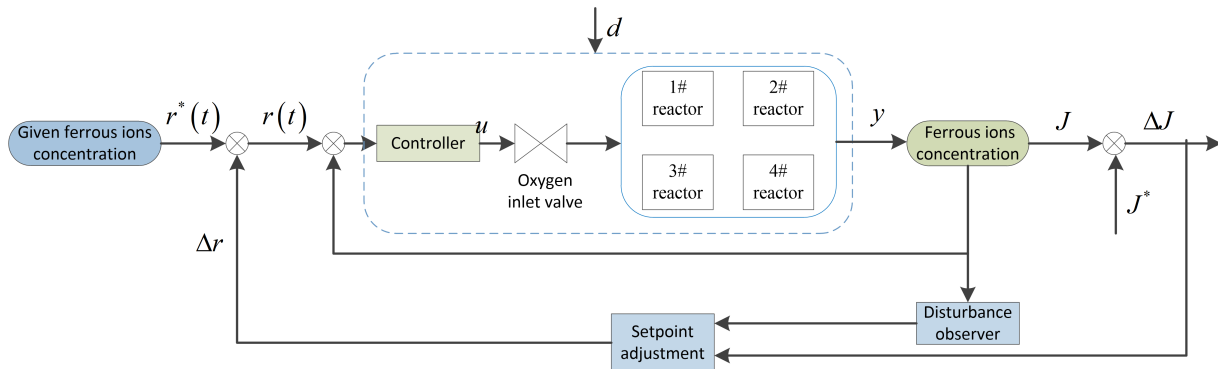 d
1#
reactor
2#
reactor
r*(t)
r(t)
u
y
J
ΔJ
Given ferrous ions
concentration
Controller
Ferrous ions
concentration
Oxygen
inlet valve
3#
reactor
4#
reactor
J*
Δr
Setpoint
adjustment
Disturbance
observer